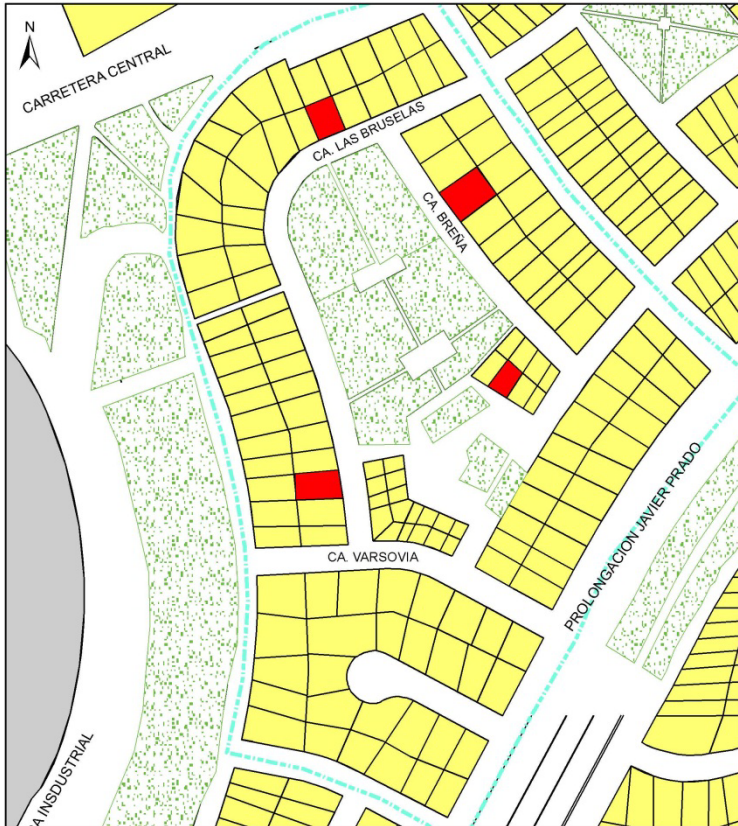 N
CARRETERA CENTRAL
CA. LAS BRUSELAS
CA. BREÑA
PROLONGACION JAVIER PRADO
CA. VARSOVIA
A INSDUSTRIAL